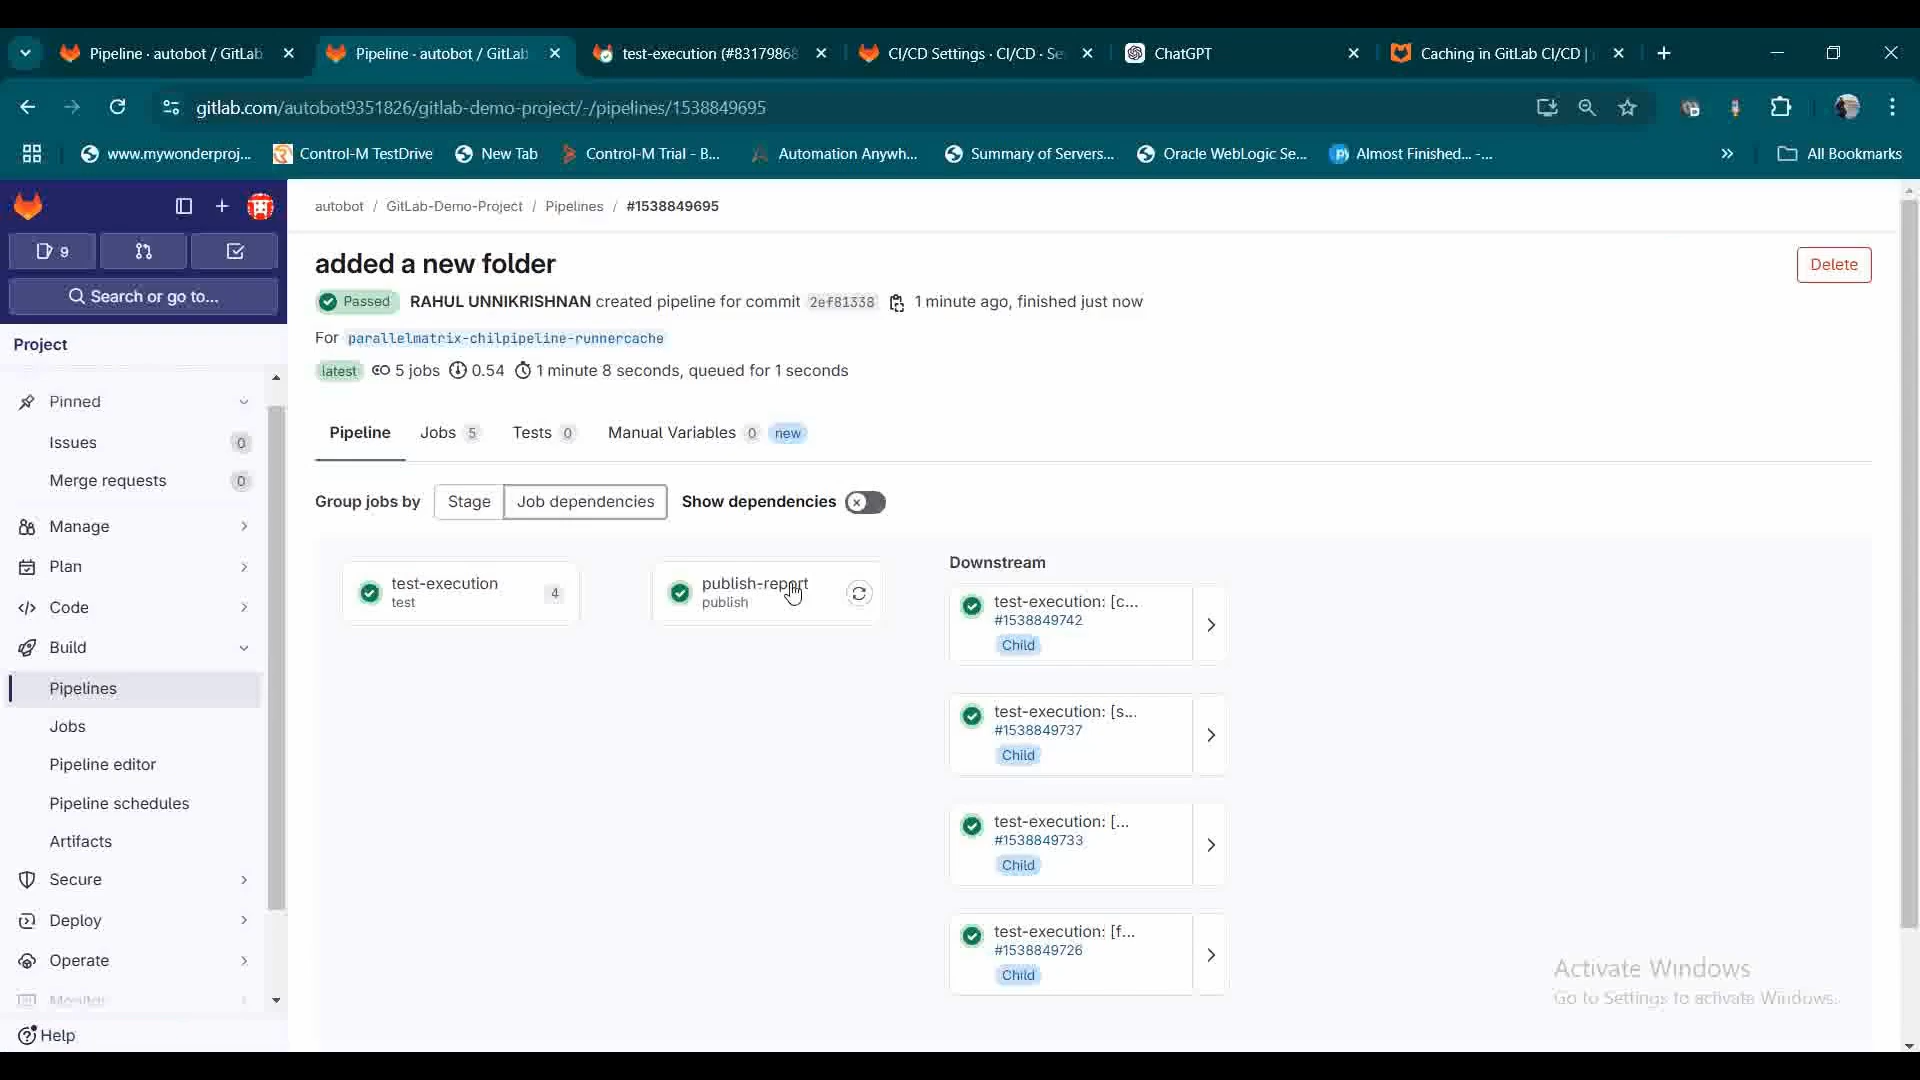 Pipeline · autobot / GitLab
Pipeline · autobot / GitLab
test-execution (#8317986
CI/CD Settings · CI/CD · Se
ChatGPT
Caching in GitLab CI/CD |
gitlab.com/autobot9351826/gitlab-demo-project/-/pipelines/1538849695
www.mywonderproj...
Control-M TestDrive
New Tab
Control-M Trial - B...
Automation Anywh...
Summary of Servers...
Oracle WebLogic Se...
Almost Finished... -...
All Bookmarks
9
Search or go to...
Project
Pinned
Issues 0
Merge requests 0
Manage
Plan
Code
Build
Pipelines
Jobs
Pipeline editor
Pipeline schedules
Artifacts
Secure
Deploy
Operate
Monitor
Help
autobot / GitLab-Demo-Project / Pipelines / #1538849695
added a new folder
Delete
Passed RAHUL UNNIKRISHNAN created pipeline for commit 2ef81338 1 minute ago, finished just now
For parallelmatrix-chilpipeline-runnercache
latest 5 jobs 0.54 1 minute 8 seconds, queued for 1 seconds
Pipeline Jobs 5 Tests 0 Manual Variables 0 new
Group jobs by Stage Job dependencies Show dependencies
test-execution 4
test
publish-report
publish
Downstream
test-execution: [c...
#1538849742
Child
test-execution: [s...
#1538849737
Child
test-execution: [...
#1538849733
Child
test-execution: [f...
#1538849726
Child
Activate Windows
Go to Settings to activate Windows.